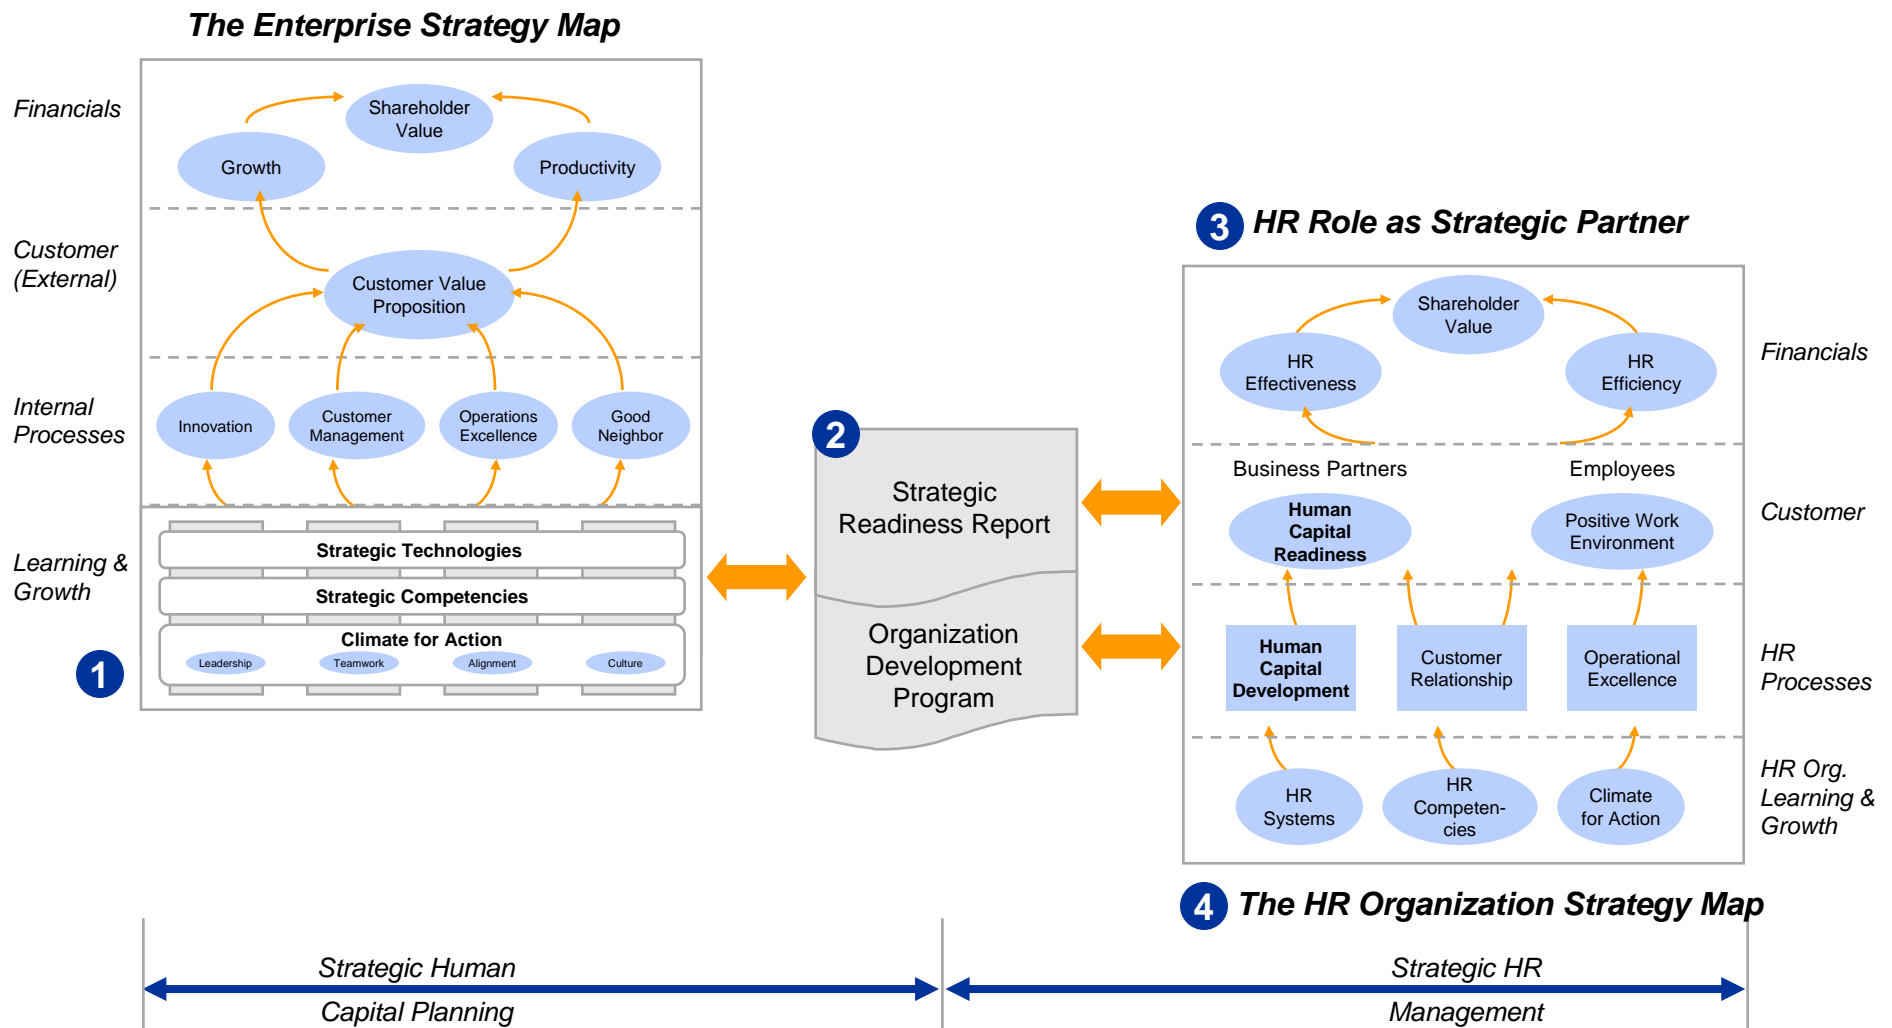 The Enterprise Strategy Map
Financials
Shareholder
Value
Growth
Productivity
Customer
(External)
Customer Value
Proposition
Internal
Processes
Innovation
Customer
Management
Operations
Excellence
Good
Neighbor
Learning &
Growth
Strategic Technologies
Strategic Competencies
Climate for Action
Leadership
Teamwork
Alignment
Culture
1
2
Strategic
Readiness Report
Organization
Development
Program
3 HR Role as Strategic Partner
Shareholder
Value
HR
Effectiveness
HR
Efficiency
Financials
Business Partners
Employees
Human
Capital
Readiness
Positive Work
Environment
Customer
Human
Capital
Development
Customer
Relationship
Operational
Excellence
HR
Processes
HR
Systems
HR
Competen-
cies
Climate
for Action
HR Org.
Learning &
Growth
4 The HR Organization Strategy Map
Strategic Human
Capital Planning
Strategic HR
Management